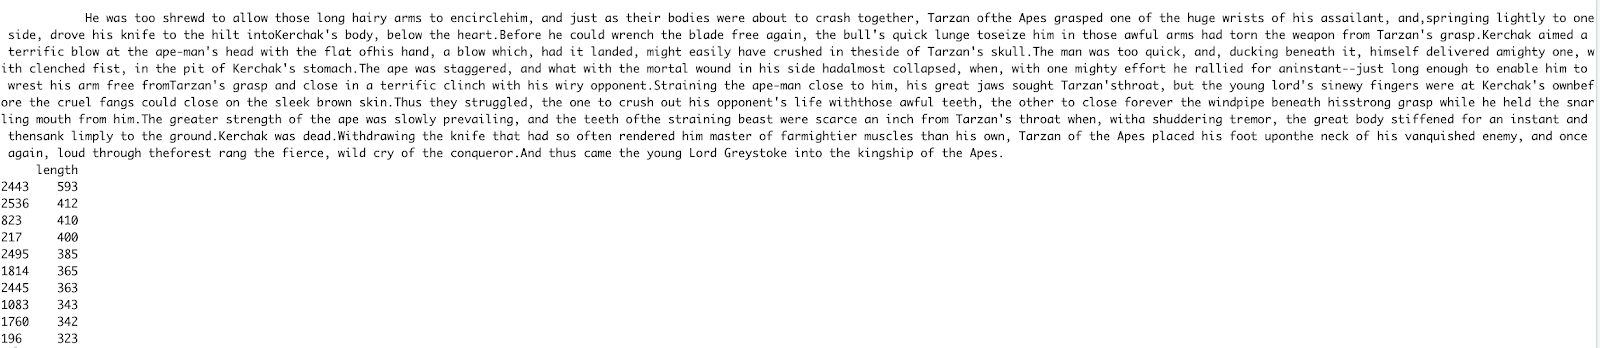 He was too shrewd to allow those long hairy arms to encirclehim, and just as their bodies were about to crash together, Tarzan ofthe Apes grasped one of the huge wrists of his assailant, and,springing lightly to one
side, drove his knife to the hilt intoKerchak's body, below the heart.Before he could wrench the blade free again, the bull's quick lunge toseize him in those awful arms had torn the weapon from Tarzan's grasp.Kerchak aimed a
terrific blow at the ape-man's head with the flat ofhis hand, a blow which, had it landed, might easily have crushed in theside of Tarzan's skull.The man was too quick, and, ducking beneath it, himself delivered amighty one, w
ith clenched fist, in the pit of Kerchak's stomach.The ape was staggered, and what with the mortal wound in his side hadalmost collapsed, when, with one mighty effort he rallied for aninstant--just long enough to enable him to
wrest his arm free fromTarzan's grasp and close in a terrific clinch with his wiry opponent.Straining the ape-man close to him, his great jaws sought Tarzan'sthroat, but the young lord's sinewy fingers were at Kerchak's ownbef
ore the cruel fangs could close on the sleek brown skin.Thus they struggled, the one to crush out his opponent's life withthose awful teeth, the other to close forever the windpipe beneath hisstrong grasp while he held the snar
ling mouth from him.The greater strength of the ape was slowly prevailing, and the teeth ofthe straining beast were scarce an inch from Tarzan's throat when, witha shuddering tremor, the great body stiffened for an instant and
thensank limply to the ground.Kerchak was dead.Withdrawing the knife that had so often rendered him master of farmightier muscles than his own, Tarzan of the Apes placed his foot uponthe neck of his vanquished enemy, and once
again, loud through theforest rang the fierce, wild cry of the conqueror.And thus came the young Lord Greystoke into the kingship of the Apes.
length
2443 593
2536 412
823 410
217 400
2495 385
1814 365
2445 363
1083 343
1760 342
196 323